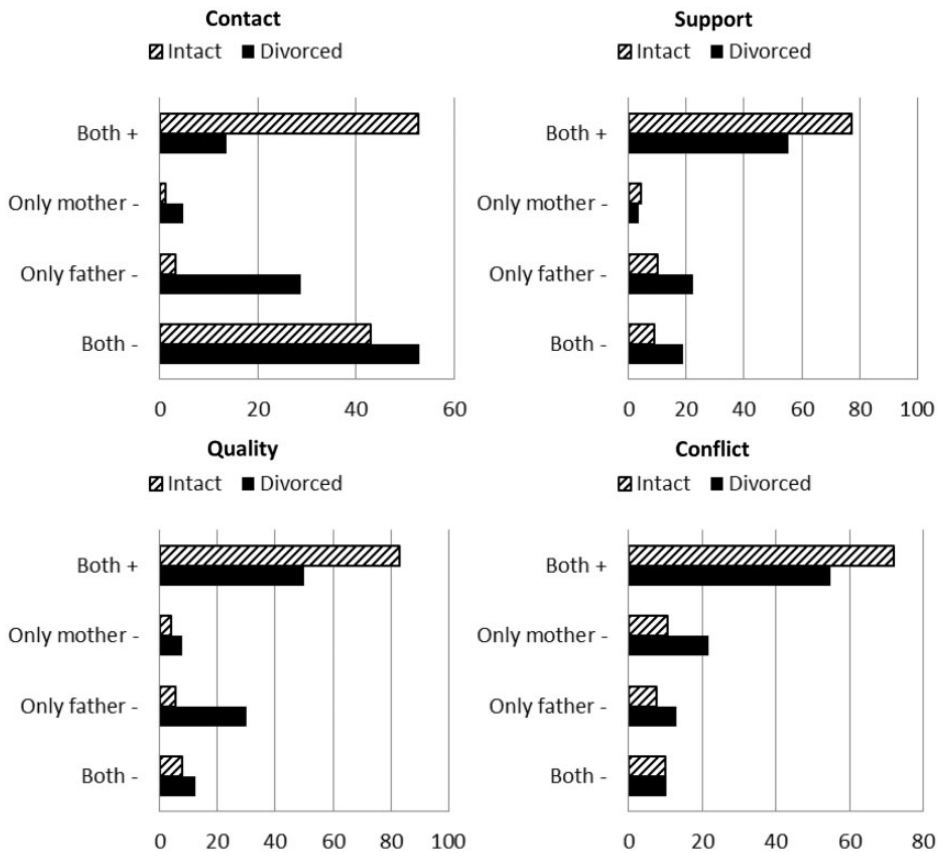 Contact
Intact Divorced
Both +
Only mother -
Only father -
Both -
0 20 40 60
Support
Intact Divorced
Both +
Only mother -
Only father -
Both -
0 20 40 60 80 100
Quality
Intact Divorced
Both +
Only mother -
Only father -
Both -
0 20 40 60 80 100
Conflict
Intact Divorced
Both +
Only mother -
Only father -
Both -
0 20 40 60 80